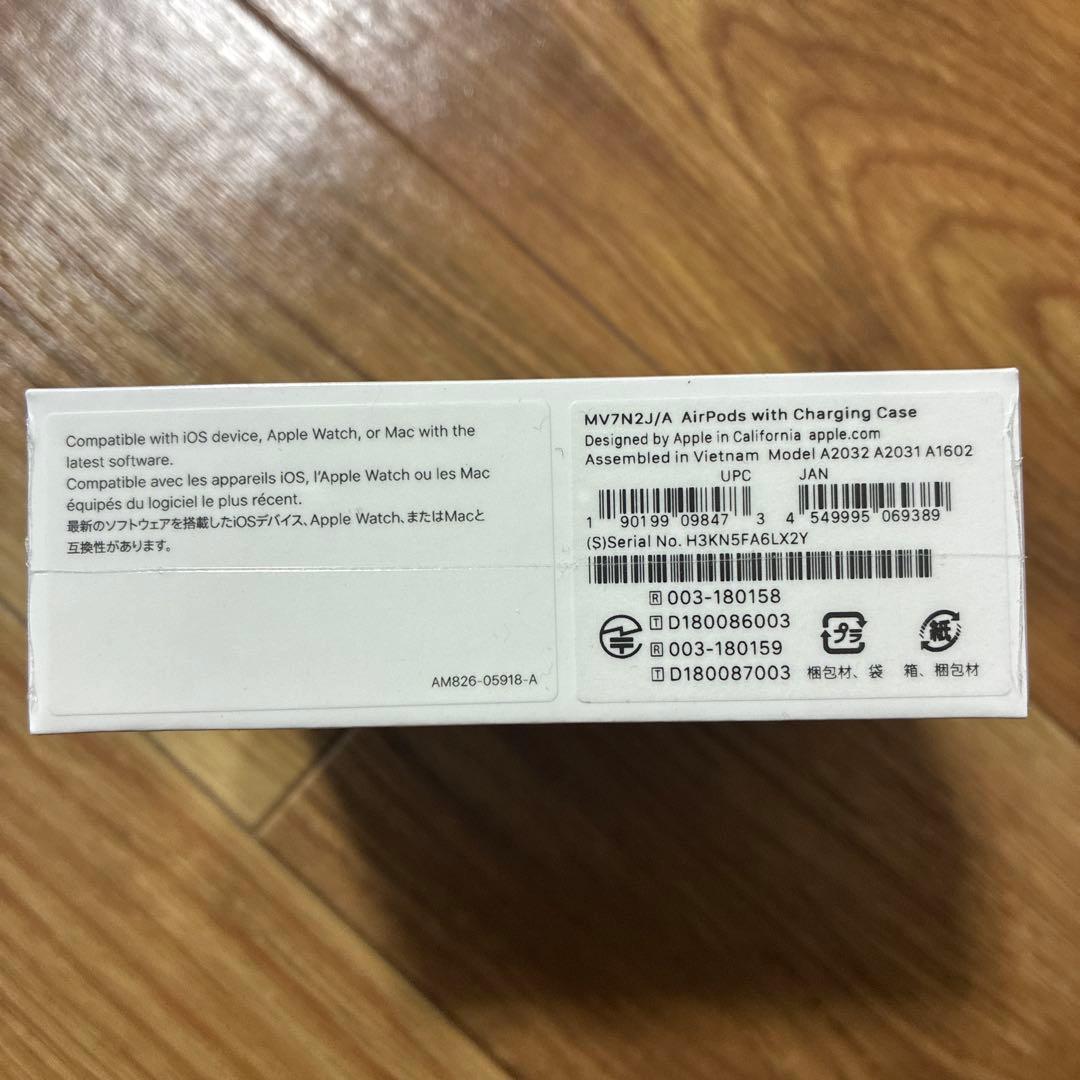 Compatible with iOS device, Apple Watch, or Mac with the
latest software.
Compatible avec les appareils iOS, l'Apple Watch ou les Mac
équipés du logiciel le plus récent.
最新のソフトウェアを搭載したiOSデバイス、Apple Watch、またはMacと
互換性があります。
AM826-05918-A
MV7N2J/A AirPods with Charging Case
Designed by Apple in California apple.com
Assembled in Vietnam Model A2032 A2031 A1602
UPC JAN
1 90199 09847 3 4 549995 069389
(S)Serial No. H3KN5FA6LX2Y
R 003-180158
T D180086003
R 003-180159
T D180087003
プラ 紙
梱包材、袋 箱、梱包材